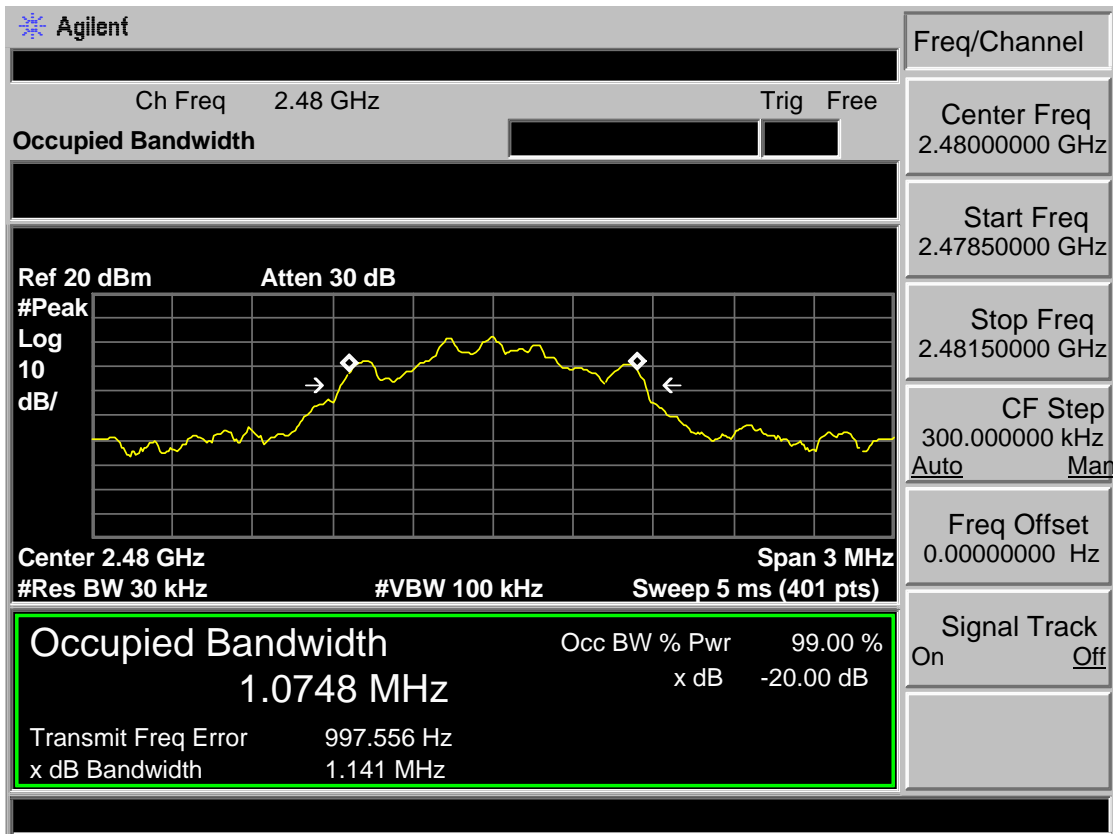 Agilent
Freq/Channel
Ch Freq 2.48 GHz Trig Free
Occupied Bandwidth
Center Freq
2.48000000 GHz
Start Freq
2.47850000 GHz
Stop Freq
2.48150000 GHz
CF Step
300.000000 kHz
Auto Man
Freq Offset
0.00000000 Hz
Signal Track
On Off
Ref 20 dBm Atten 30 dB
#Peak
Log
10
dB/
Center 2.48 GHz Span 3 MHz
#Res BW 30 kHz #VBW 100 kHz Sweep 5 ms (401 pts)
Occupied Bandwidth Occ BW % Pwr 99.00 %
1.0748 MHz x dB -20.00 dB
Transmit Freq Error 997.556 Hz
x dB Bandwidth 1.141 MHz